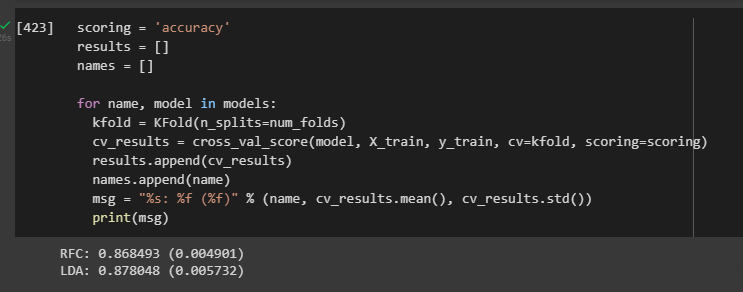 [423] scoring = 'accuracy'
results = []
names = []
for name, model in models:
kfold = KFold(n_splits=num_folds)
cv_results = cross_val_score(model, X_train, y_train, cv=kfold, scoring=scoring)
results.append(cv_results)
names.append(name)
msg = "%s: %f (%f)" % (name, cv_results.mean(), cv_results.std())
print(msg)
RFC: 0.868493 (0.004901)
LDA: 0.878048 (0.005732)